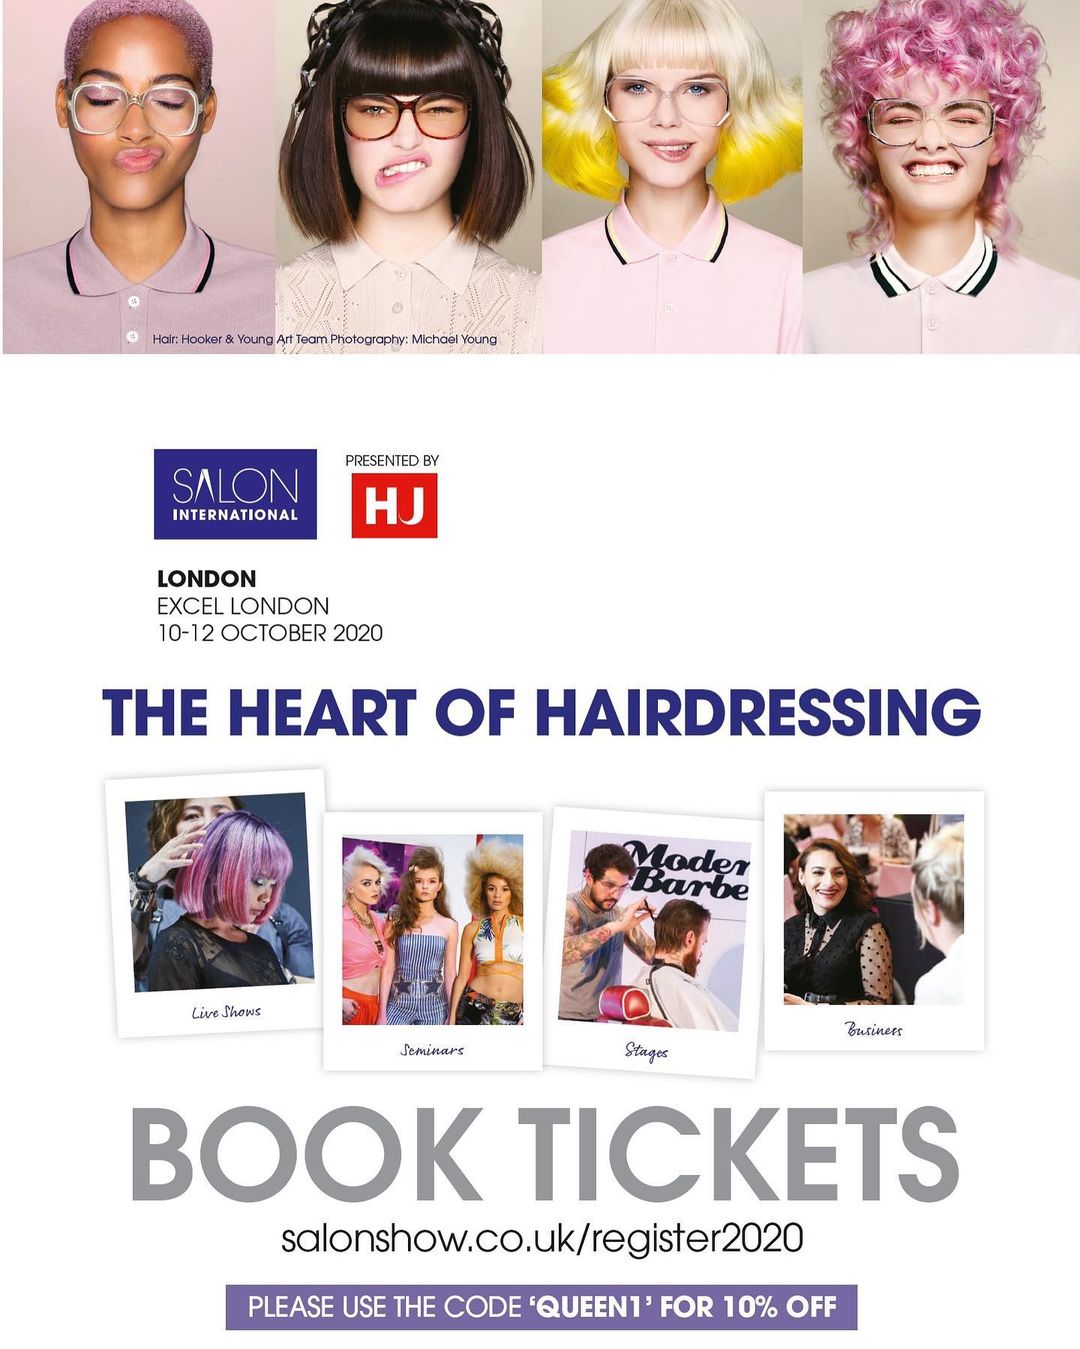 Hair: Hooker & Young Art Team Photography: Michael Young
SALON
INTERNATIONAL
PRESENTED BY
HJ
LONDON
EXCEL LONDON
10-12 OCTOBER 2020
THE HEART OF HAIRDRESSING
Moder
Barbe
Live Shows
Seminars
Stages
Business
BOOK TICKETS
salonshow.co.uk/register2020
PLEASE USE THE CODE ‘QUEEN1’ FOR 10% OFF